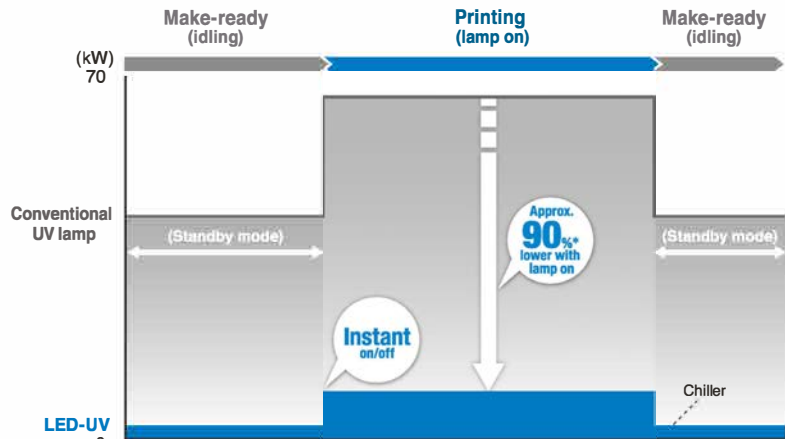 Make-ready
(idling)
Printing
(lamp on)
Make-ready
(idling)
(kW)
70
Conventional
UV lamp
(Standby mode)
Approx.
90%*
lower with
lamp on
(Standby mode)
Instant
on/off
Chiller
LED-UV